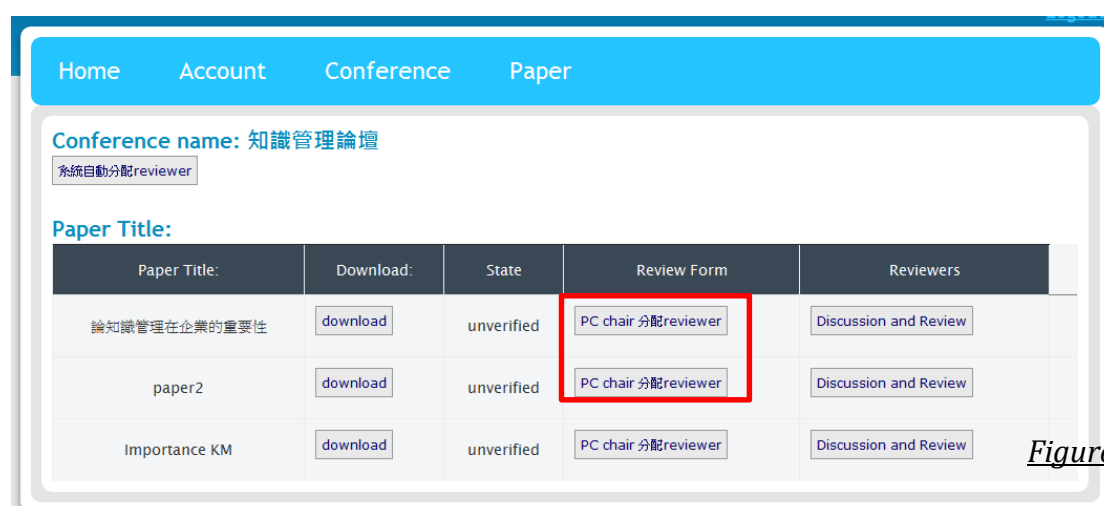 Logout
Home Account Conference Paper
Conference name: 知識管理論壇
系統自動分配reviewer
Paper Title:
Paper Title: Download: State Review Form Reviewers
論知識管理在企業的重要性 download unverified PC chair 分配reviewer Discussion and Review
paper2 download unverified PC chair 分配reviewer Discussion and Review
Importance KM download unverified PC chair 分配reviewer Discussion and Review
Figure